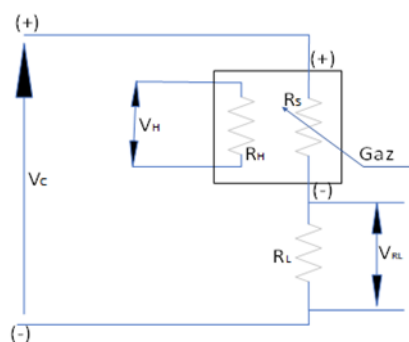 (+)
(+)
RS
VH
Gaz
RH
VC
(-)
RL
VRL
(-)